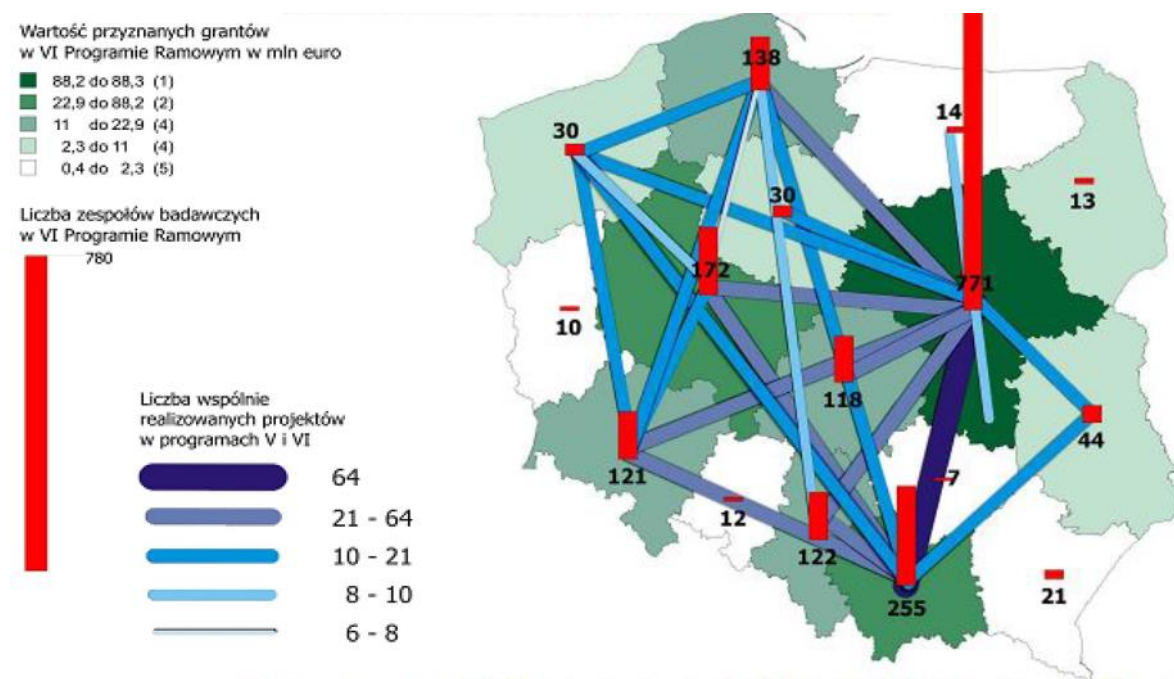 Wartość przyznanych grantów
w VI Programie Ramowym w mln euro
88,2 do 88,3 (1)
22,9 do 88,2 (2)
11 do 22,9 (4)
2,3 do 11 (4)
0,4 do 2,3 (5)
Liczba zespołów badawczych
w VI Programie Ramowym
780
Liczba wspólnie
realizowanych projektów
w programach V i VI
64
21 - 64
10 - 21
8 - 10
6 - 8
138
30
14
13
30
172
771
10
118
44
121
7
12
122
255
21